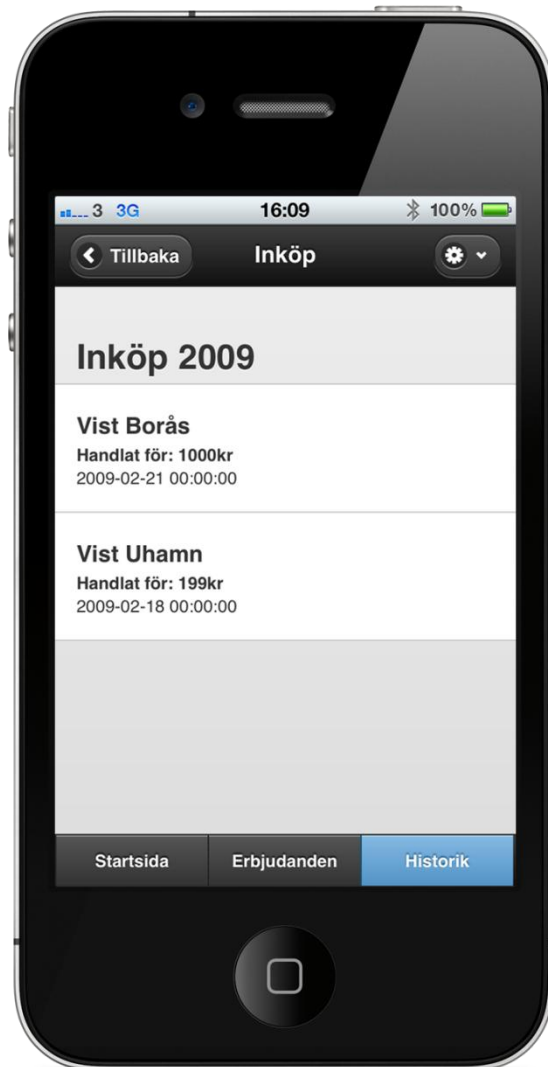 3 3G 16:09 100%
Tillbaka Inköp
Inköp 2009
Vist Borås
Handlat för: 1000kr
2009-02-21 00:00:00
Vist Uhamn
Handlat för: 199kr
2009-02-18 00:00:00
Startsida Erbjudanden Historik